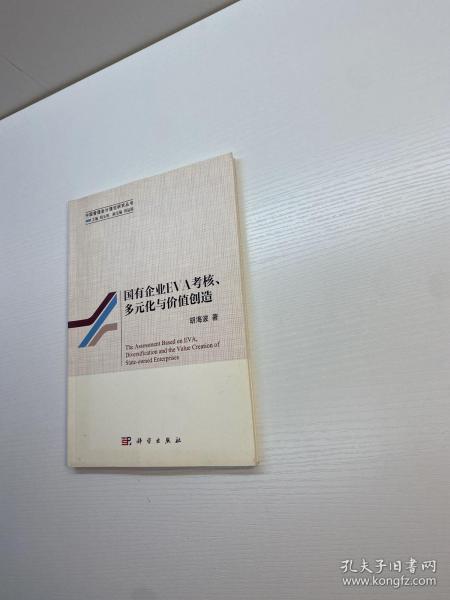 国有企业EVA考核、
多元化与价值创造
胡海波 著
The Assessment Based on EVA,
Diversification and the Value Creation of
State-owned Enterprises
科学出版社
孔夫子旧书网
www.kongfz.com